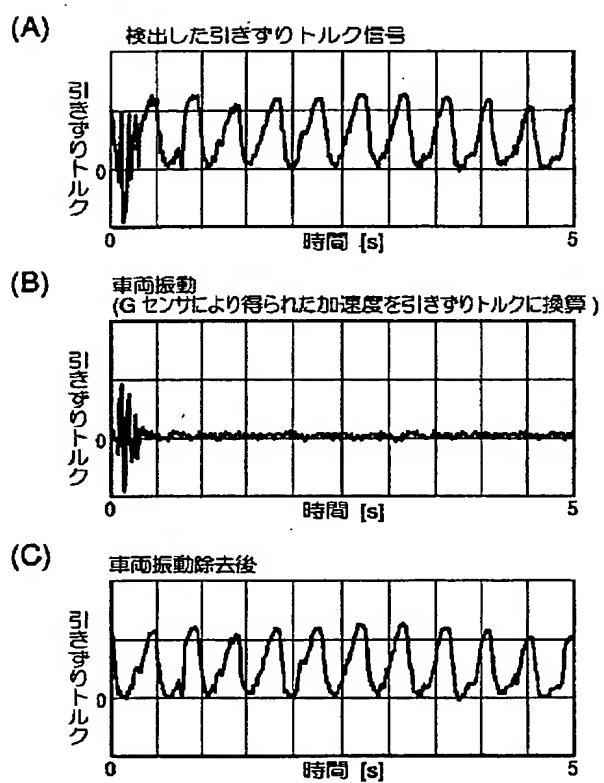 (A)
検出した引きずりトルク信号
引きずりトルク
0
0
時間 [s]
5
(B)
車両振動
(G センサにより得られた加速度を引きずりトルクに換算 )
引きずりトルク
0
0
時間 [s]
5
(C)
車両振動除去後
引きずりトルク
0
0
時間 [s]
5